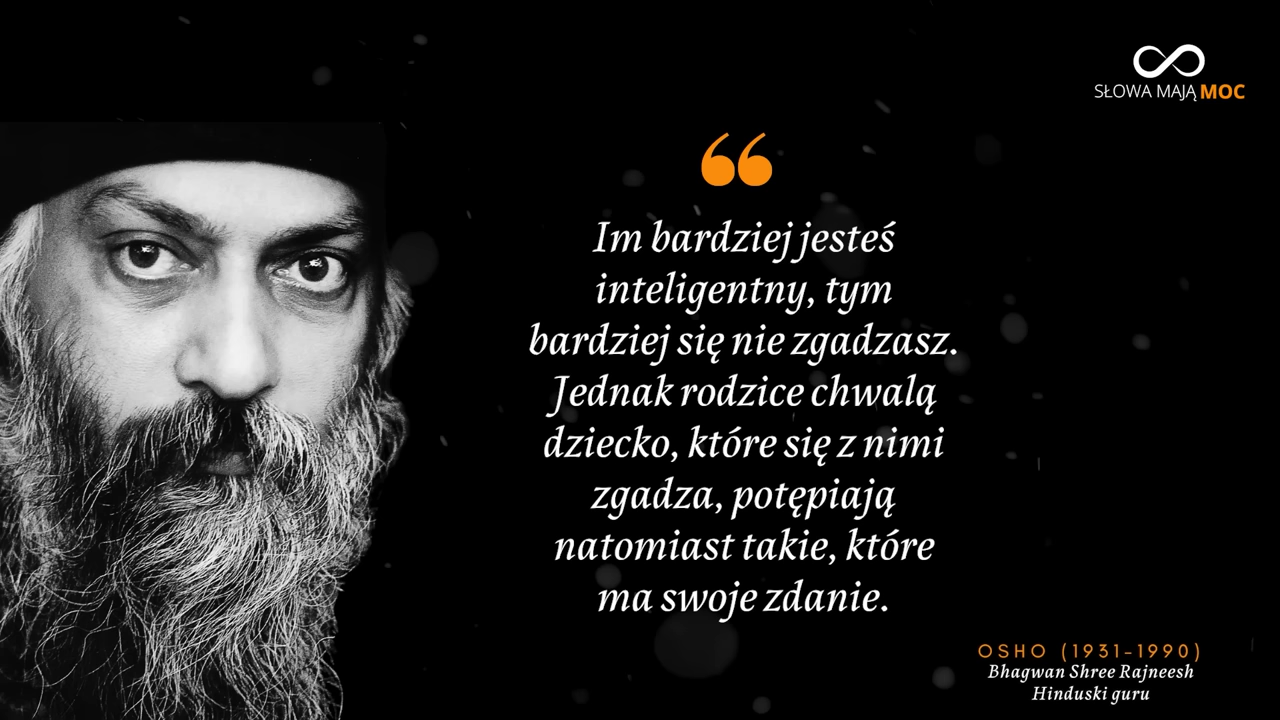 SŁOWA MAJĄ MOC
Im bardziej jesteś
inteligentny, tym
bardziej się nie zgadzasz.
Jednak rodzice chwalą
dziecko, które się z nimi
zgadza, potępiają
natomiast takie, które
ma swoje zdanie.
OSHO (1931-1990)
Bhagwan Shree Rajneesh
Hinduski guru